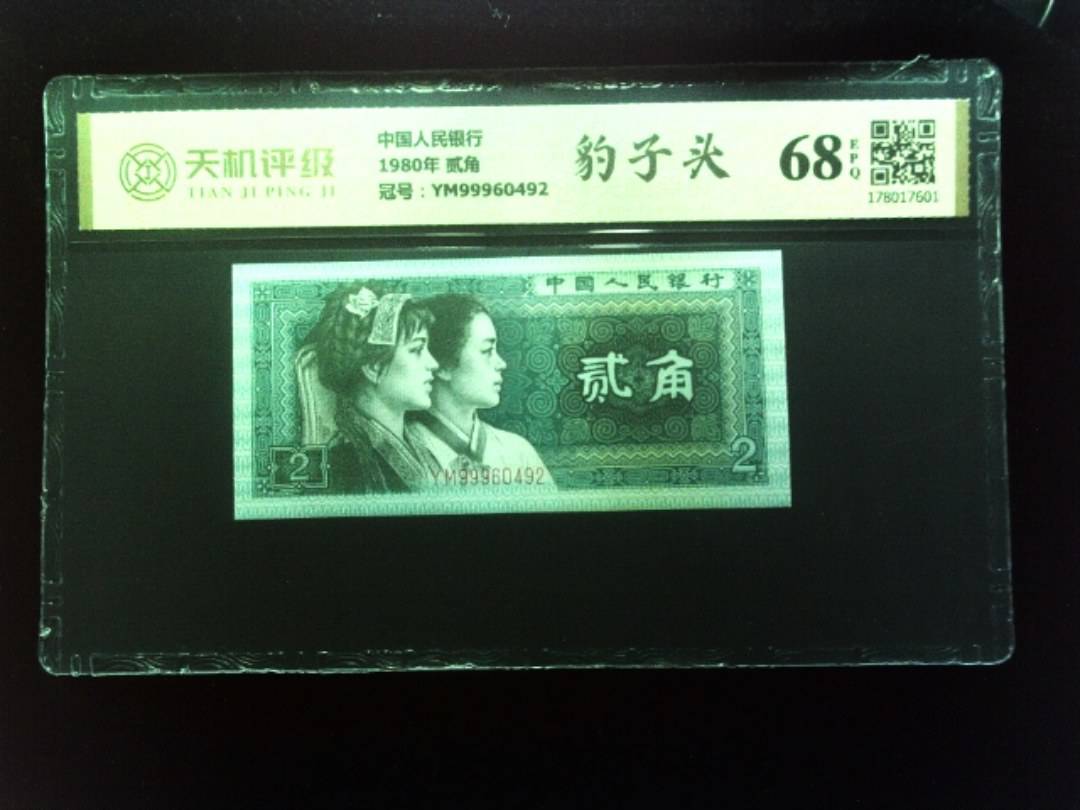 天机评级
TIAN JI PING JI
中国人民银行
1980年 贰角
冠号：YM99960492
豹子头
68
EPQ
178017601
中国人民银行
贰角
2
2
YM99960492